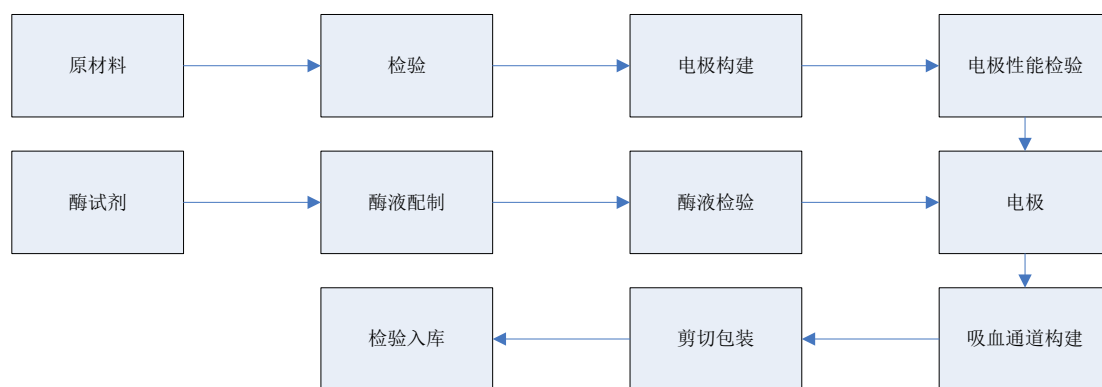 原材料
检验
电极构建
电极性能检验
酶试剂
酶液配制
酶液检验
电极
检验入库
剪切包装
吸血通道构建